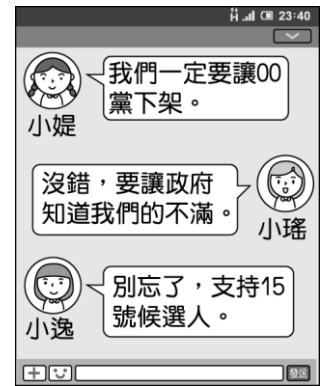 23:40
我們一定要讓00
黨下架。
小媞
沒錯，要讓政府
知道我們的不滿。
小瑤
別忘了，支持15
號候選人。
小逸
發送